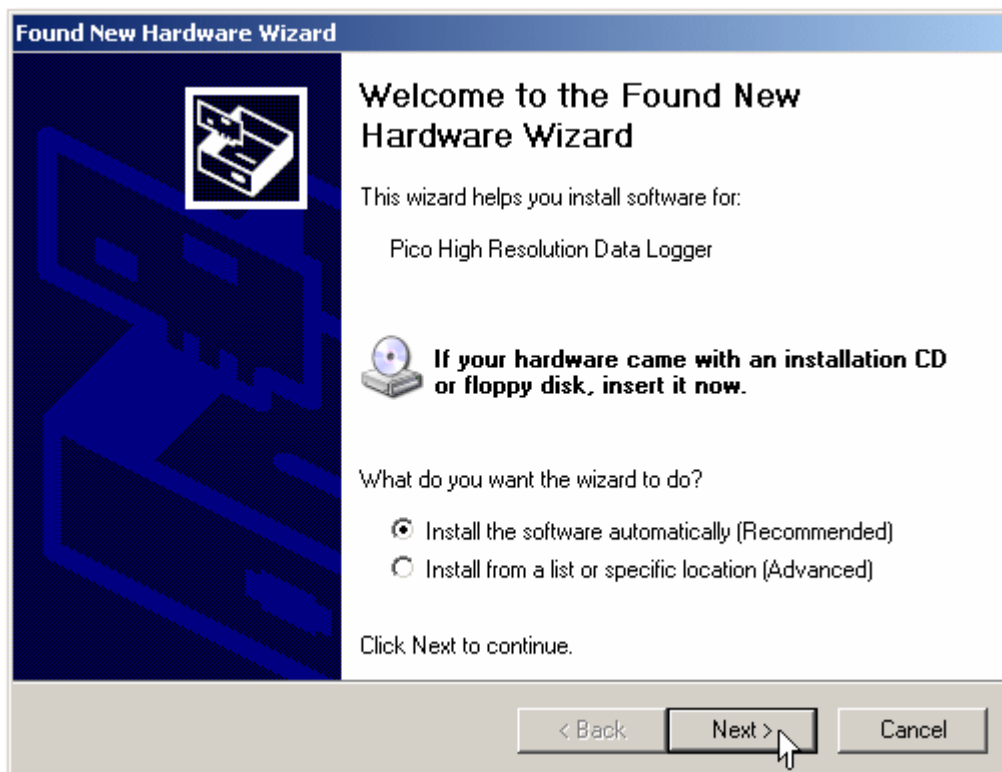 Found New Hardware Wizard
Welcome to the Found New
Hardware Wizard
This wizard helps you install software for:
Pico High Resolution Data Logger
If your hardware came with an installation CD
or floppy disk, insert it now.
What do you want the wizard to do?
Install the software automatically (Recommended)
Install from a list or specific location (Advanced)
Click Next to continue.
< Back
Next >
Cancel